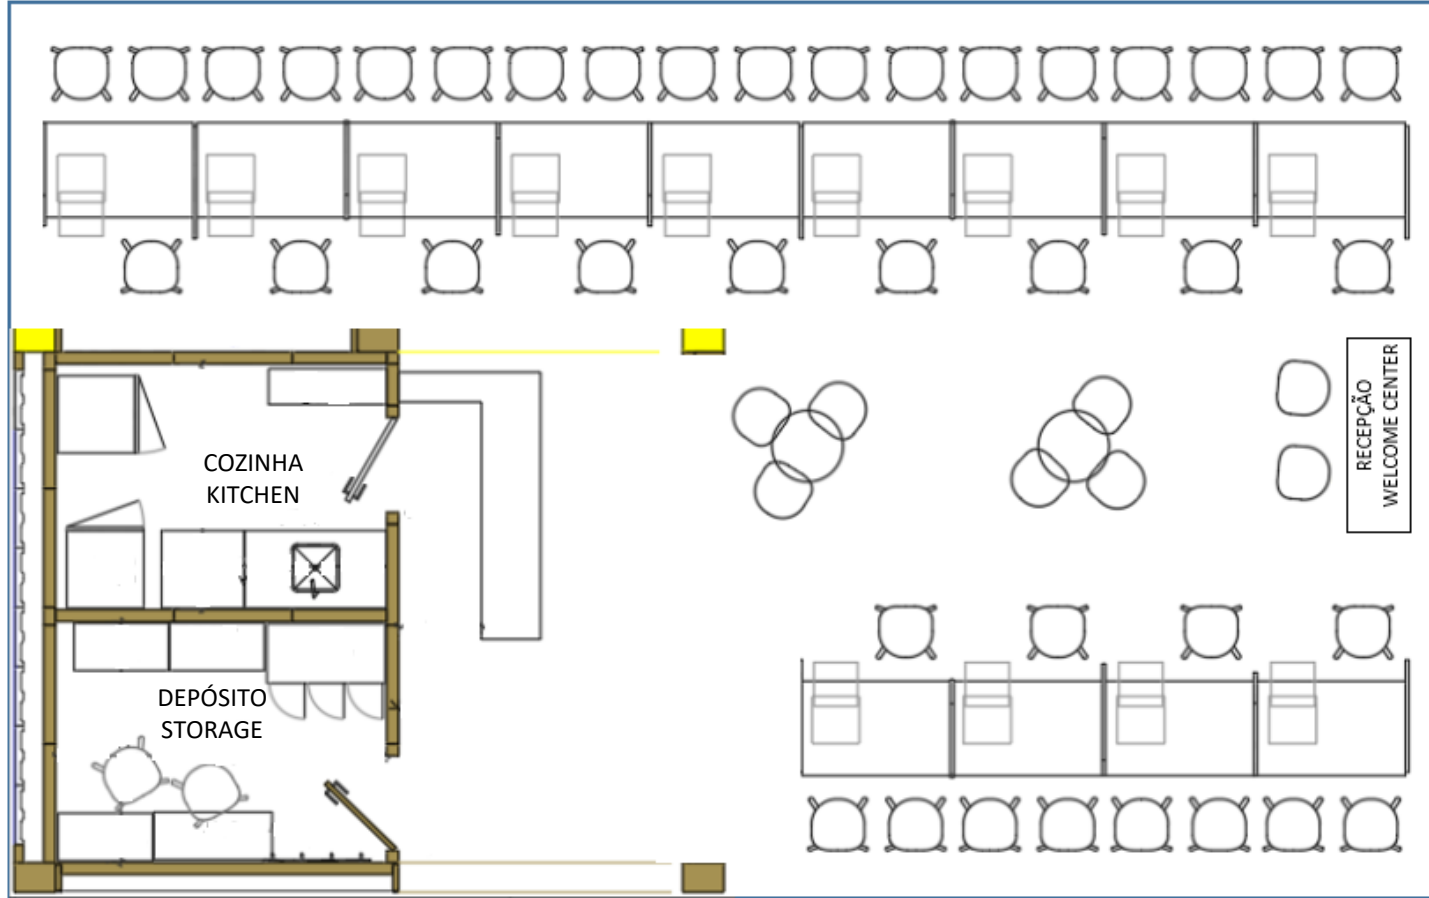 RECEPÇÃO
WELCOME CENTER
COZINHA
KITCHEN
DEPÓSITO
STORAGE